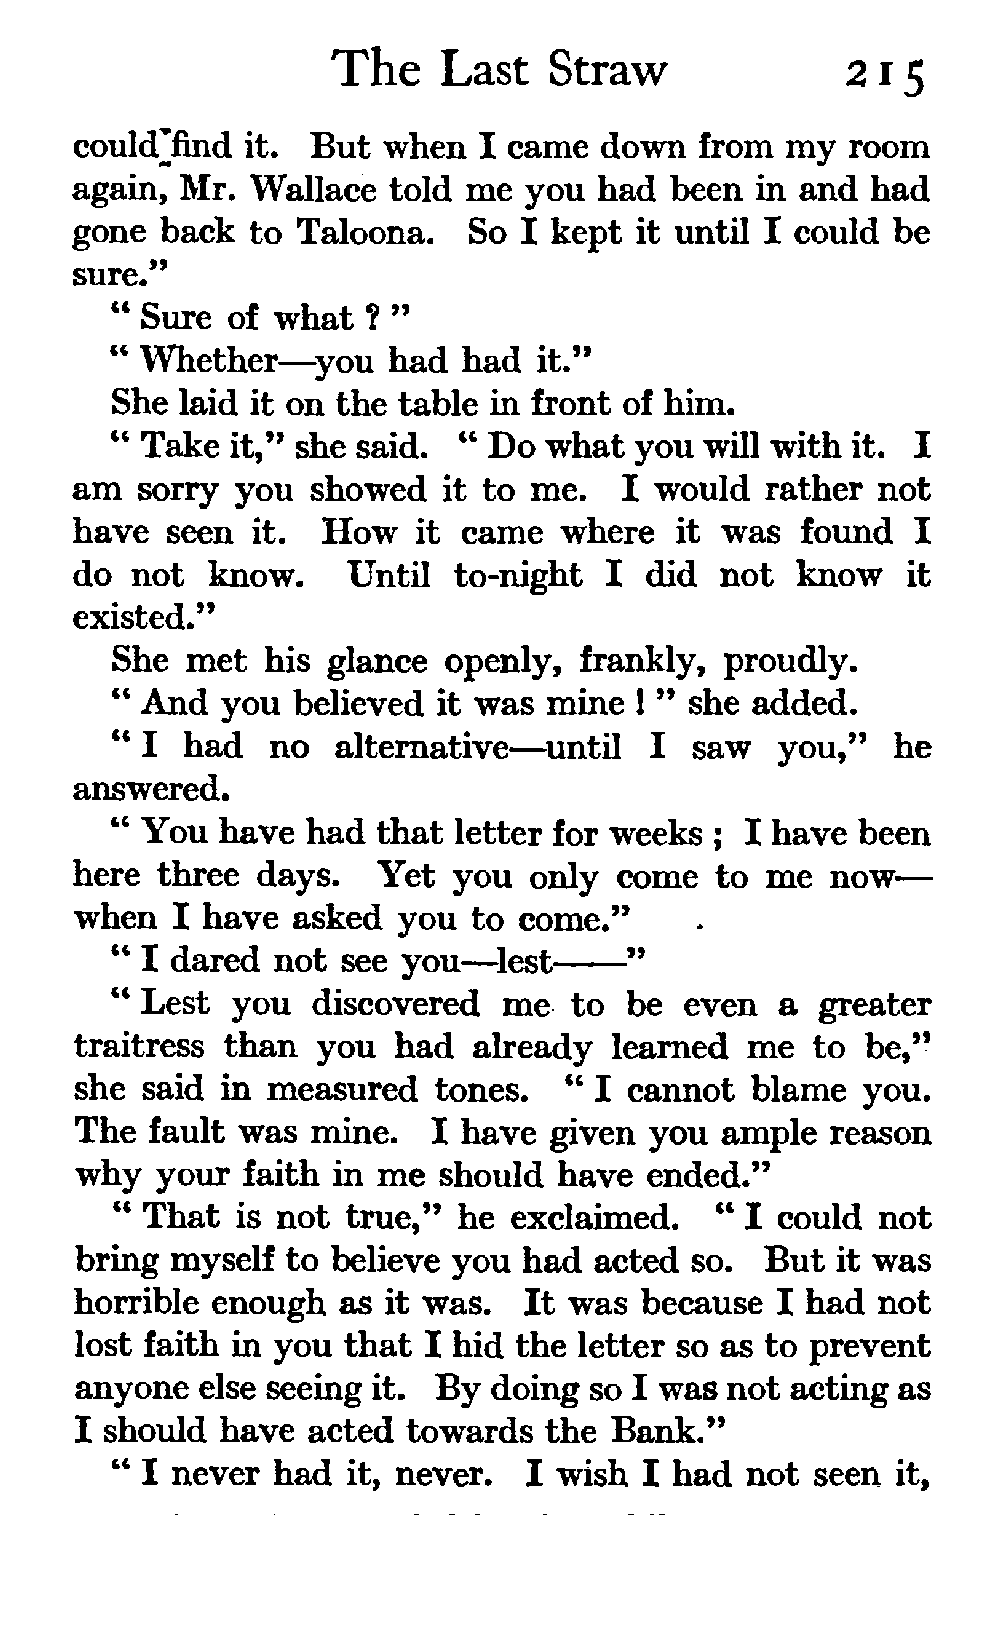 The Last Straw 215
could find it. But when I came down from my room
again, Mr. Wallace told me you had been in and had
gone back to Taloona. So I kept it until I could be
sure."
" Sure of what ? "
" Whether—you had had it."
She laid it on the table in front of him.
" Take it," she said. " Do what you will with it. I
am sorry you showed it to me. I would rather not
have seen it. How it came where it was found I
do not know. Until to-night I did not know it
existed."
She met his glance openly, frankly, proudly.
" And you believed it was mine ! " she added.
" I had no alternative—until I saw you," he
answered.
" You have had that letter for weeks ; I have been
here three days. Yet you only come to me now—
when I have asked you to come."
" I dared not see you—lest——"
" Lest you discovered me to be even a greater
traitress than you had already learned me to be,"
she said in measured tones. " I cannot blame you.
The fault was mine. I have given you ample reason
why your faith in me should have ended."
" That is not true," he exclaimed. " I could not
bring myself to believe you had acted so. But it was
horrible enough as it was. It was because I had not
lost faith in you that I hid the letter so as to prevent
anyone else seeing it. By doing so I was not acting as
I should have acted towards the Bank."
" I never had it, never. I wish I had not seen it,